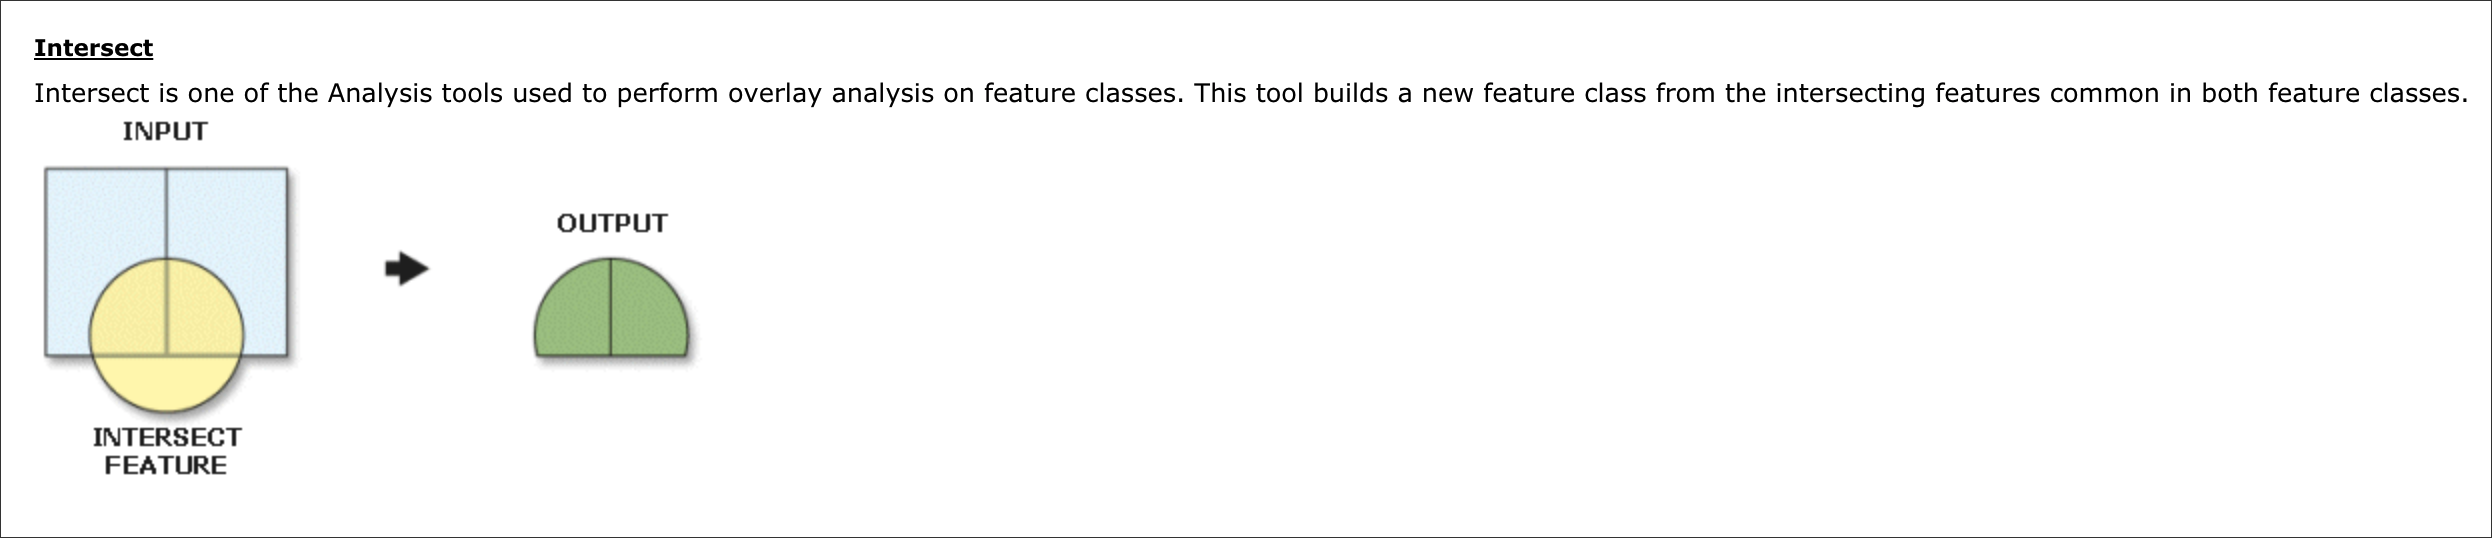 Intersect
Intersect is one of the Analysis tools used to perform overlay analysis on feature classes. This tool builds a new feature class from the intersecting features common in both feature classes.
INPUT
OUTPUT
INTERSECT
FEATURE